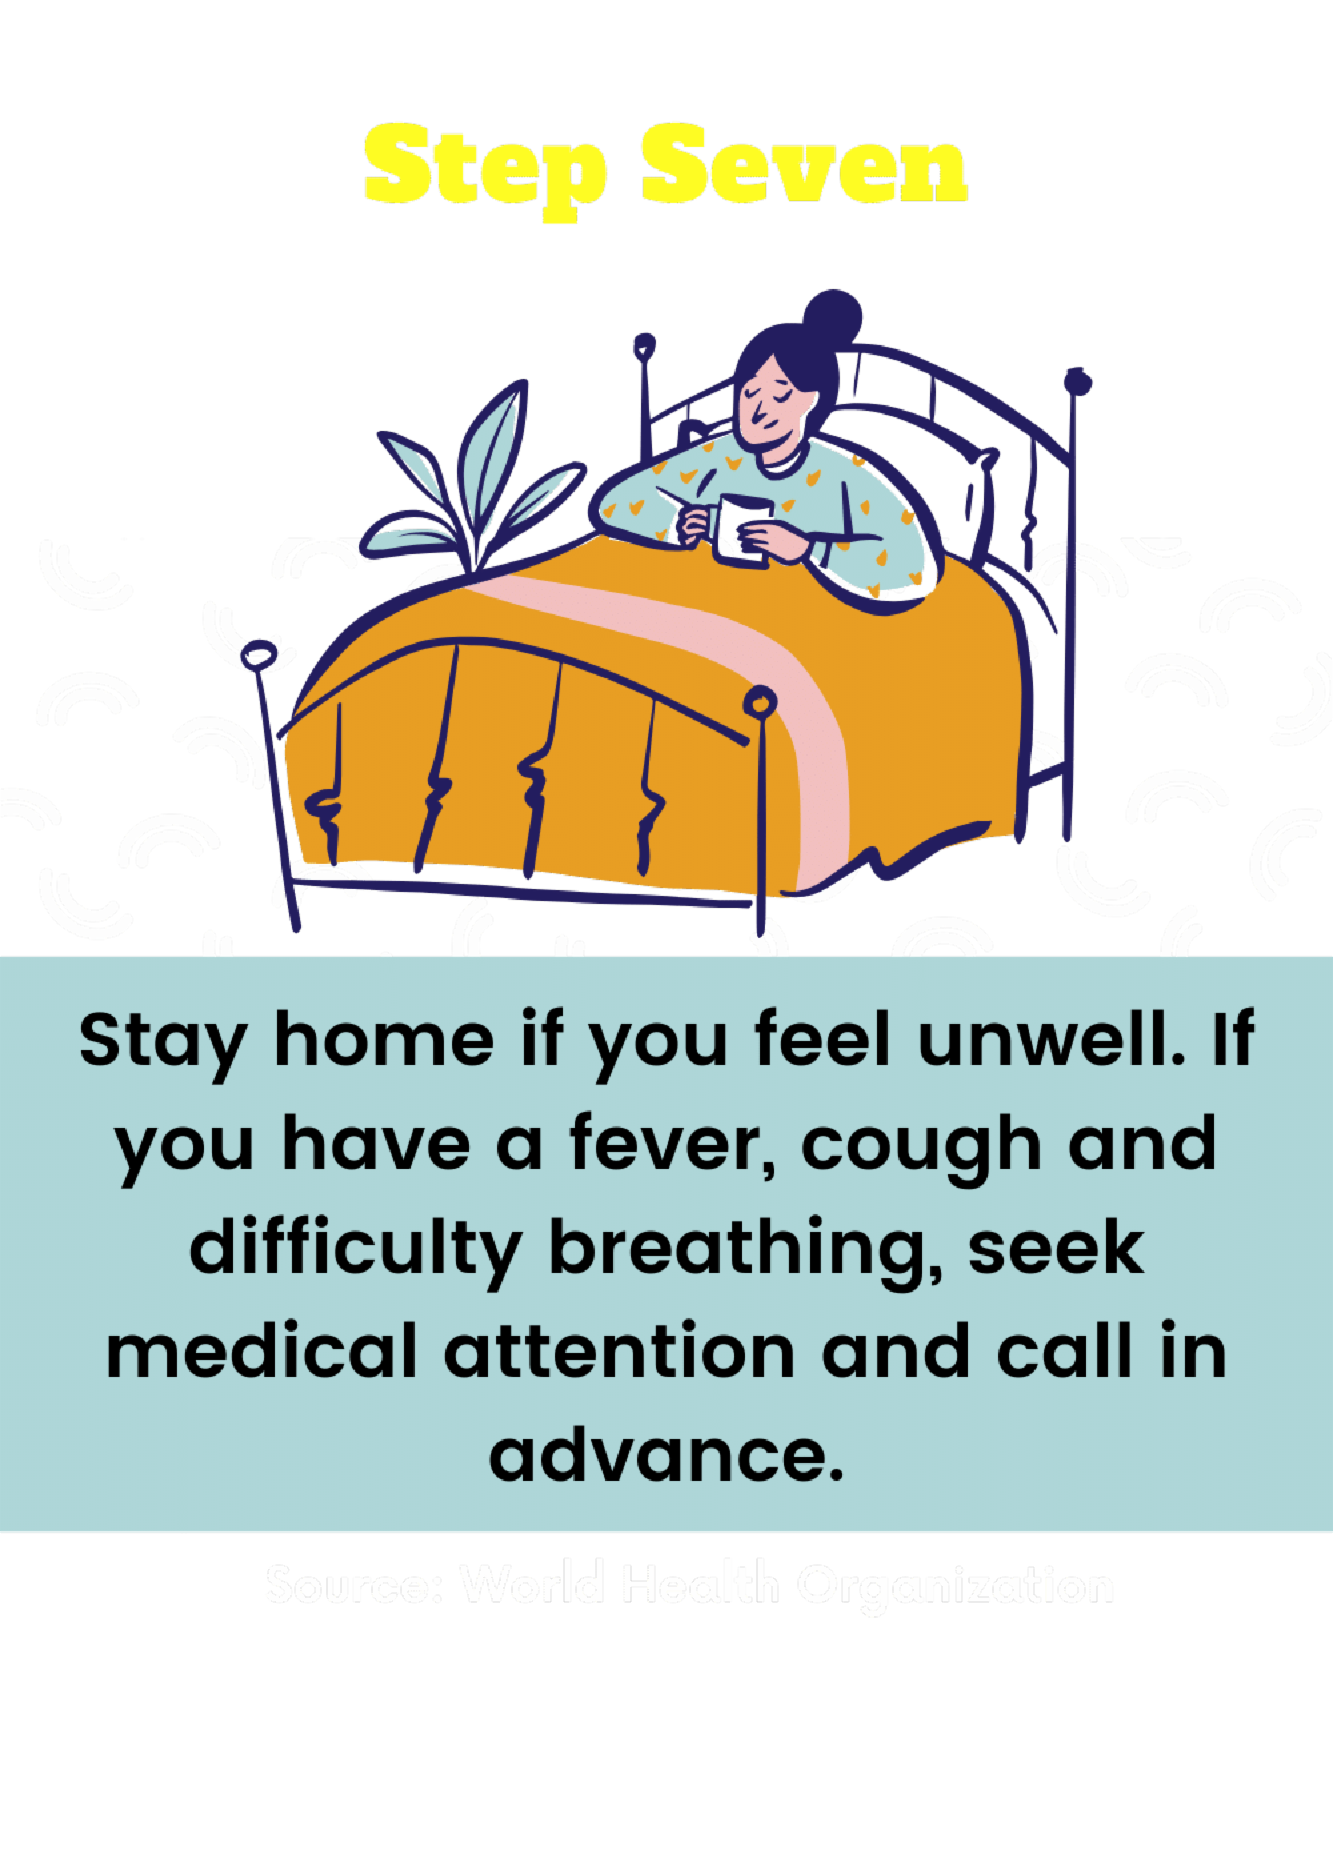 Step Seven
Stay home if you feel unwell. If
you have a fever, cough and
difficulty breathing, seek
medical attention and call in
advance.
Source: World Health Organization